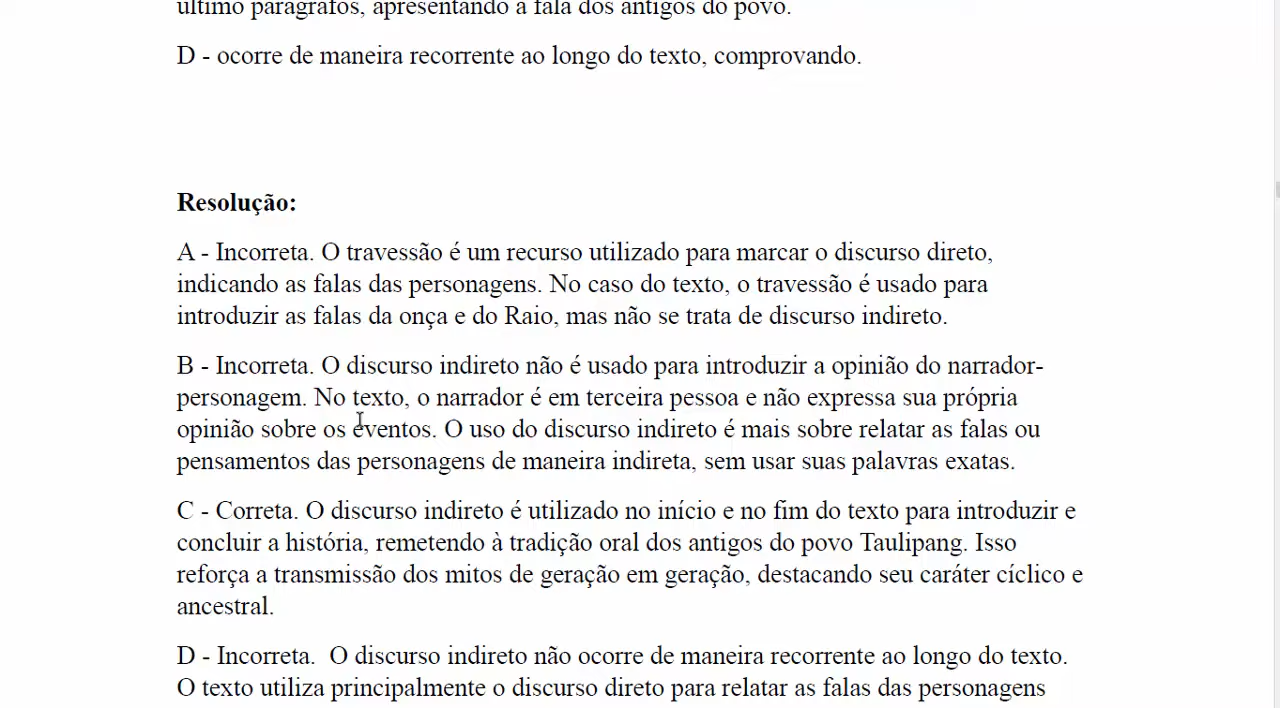 último parágrafos, apresentando a fala dos antigos do povo.
D - ocorre de maneira recorrente ao longo do texto, comprovando.
Resolução:
A - Incorreta. O travessão é um recurso utilizado para marcar o discurso direto,
indicando as falas das personagens. No caso do texto, o travessão é usado para
introduzir as falas da onça e do Raio, mas não se trata de discurso indireto.
B - Incorreta. O discurso indireto não é usado para introduzir a opinião do narrador-
personagem. No texto, o narrador é em terceira pessoa e não expressa sua própria
opinião sobre os eventos. O uso do discurso indireto é mais sobre relatar as falas ou
pensamentos das personagens de maneira indireta, sem usar suas palavras exatas.
C - Correta. O discurso indireto é utilizado no início e no fim do texto para introduzir e
concluir a história, remetendo à tradição oral dos antigos do povo Taulipang. Isso
reforça a transmissão dos mitos de geração em geração, destacando seu caráter cíclico e
ancestral.
D - Incorreta.  O discurso indireto não ocorre de maneira recorrente ao longo do texto.
O texto utiliza principalmente o discurso direto para relatar as falas das personagens